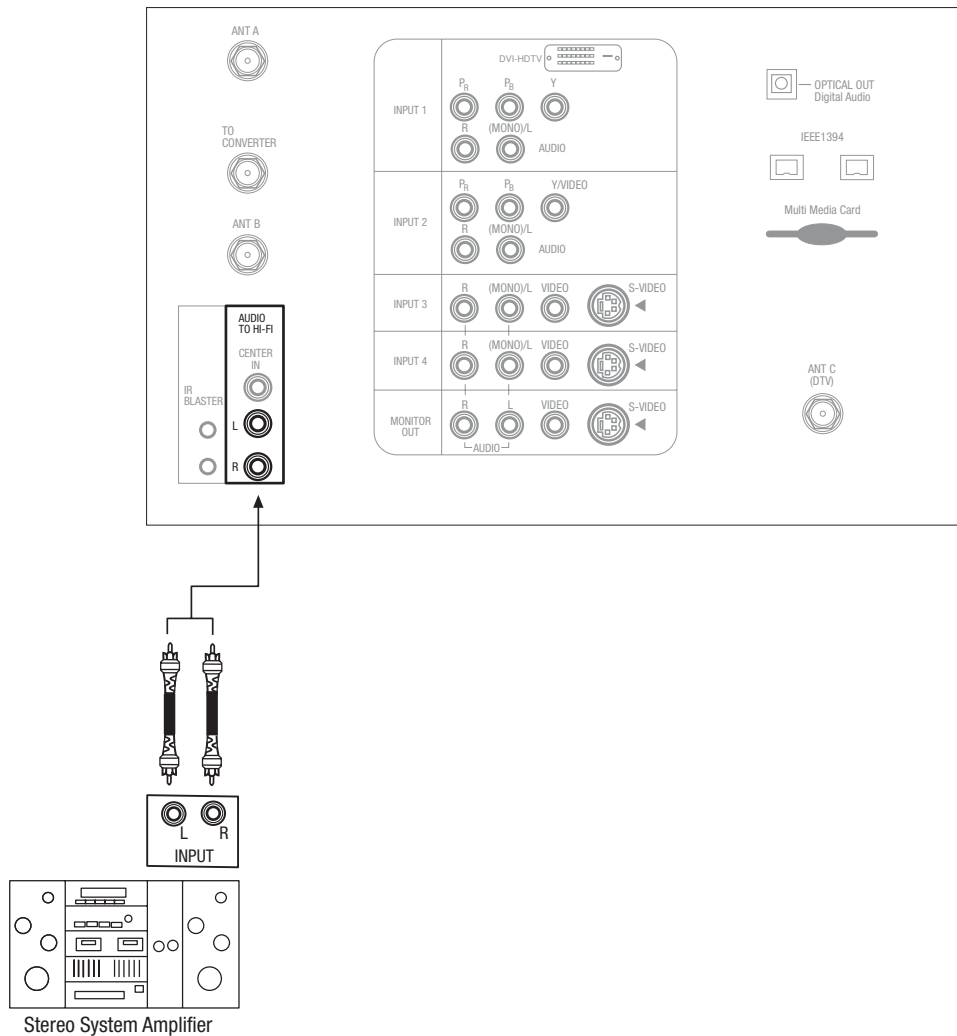 ANT A
TO
CONVERTER
ANT B
AUDIO
TO HI-FI
CENTER
IN
IR
BLASTER
L
R
DVI-HDTV
INPUT 1
PR PB Y
R (MONO)/L AUDIO
INPUT 2
PR PB Y/VIDEO
R (MONO)/L AUDIO
INPUT 3
R (MONO)/L VIDEO S-VIDEO
INPUT 4
R (MONO)/L VIDEO S-VIDEO
MONITOR
OUT
R L VIDEO S-VIDEO
AUDIO
OPTICAL OUT
Digital Audio
IEEE1394
Multi Media Card
ANT C
(DTV)
L R
INPUT
Stereo System Amplifier